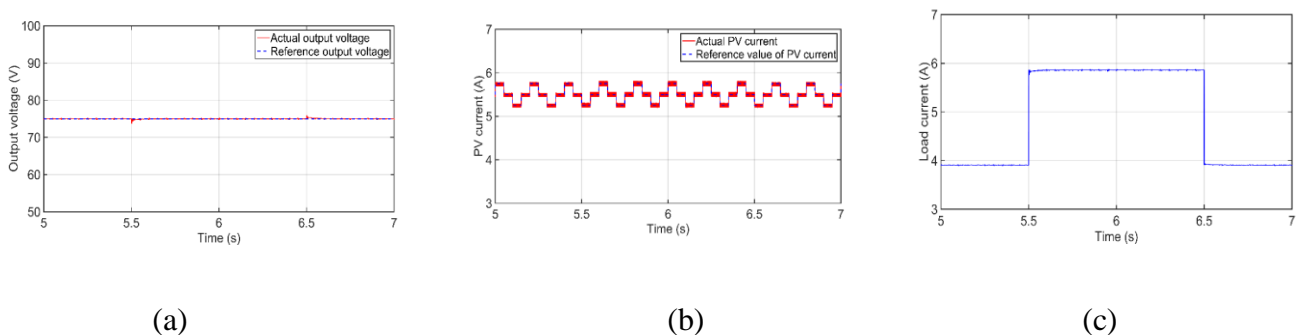 100
90
80
70
60
50
Output voltage (V)
Actual output voltage
Reference output voltage
5
5.5
6
6.5
7
Time (s)
7
6
5
4
3
PV current (A)
Actual PV current
Reference value of PV current
5
5.5
6
6.5
7
Time (s)
7
6
5
4
3
Load current (A)
5
5.5
6
6.5
7
Time (s)
(a)
(b)
(c)